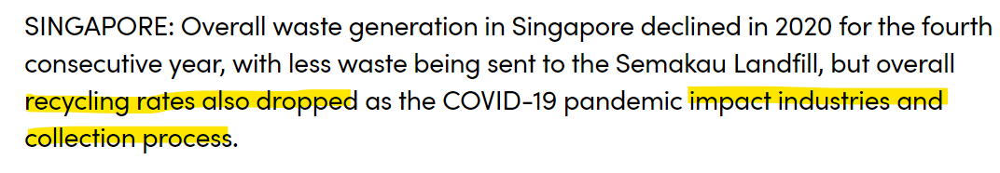 SINGAPORE: Overall waste generation in Singapore declined in 2020 for the fourth
consecutive year, with less waste being sent to the Semakau Landfill, but overall
recycling rates also dropped as the COVID-19 pandemic impact industries and
collection process.